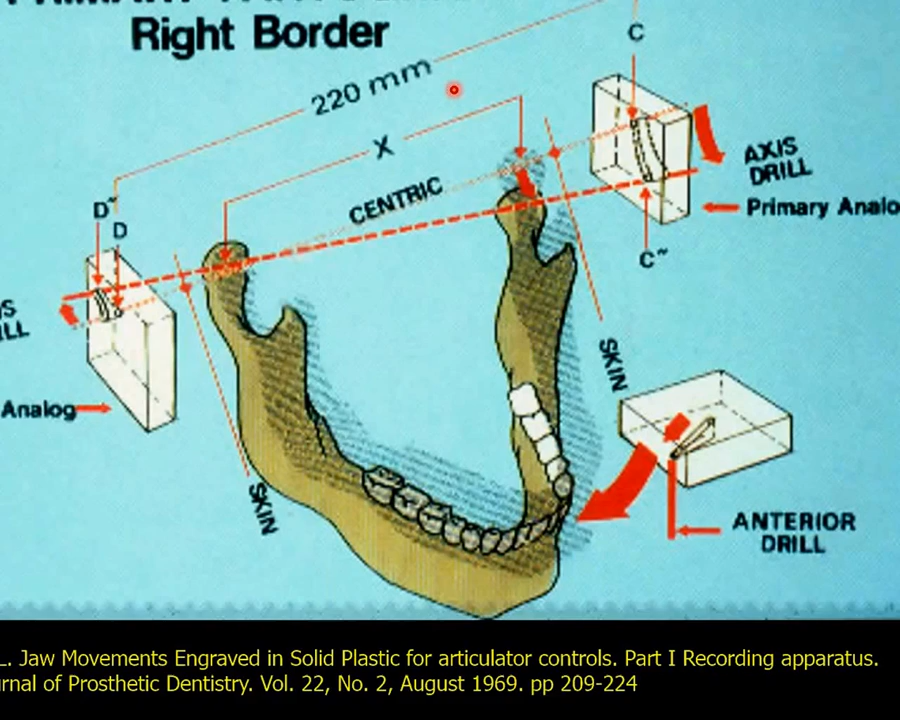 Right Border
220 mm
C
X
AXIS
DRILL
CENTRIC
D"
D
Primary Analo
C"
SKIN
Analog
SKIN
ANTERIOR
DRILL
L. Jaw Movements Engraved in Solid Plastic for articulator controls. Part I Recording apparatus.
rnal of Prosthetic Dentistry. Vol. 22, No. 2, August 1969. pp 209-224